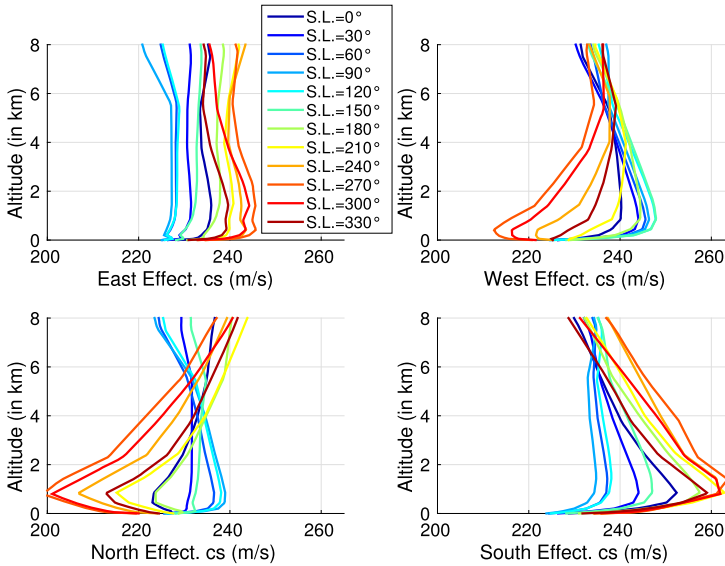 S.L.=0°
S.L.=30°
S.L.=60°
S.L.=90°
S.L.=120°
S.L.=150°
S.L.=180°
S.L.=210°
S.L.=240°
S.L.=270°
S.L.=300°
S.L.=330°
Altitude (in km)
8
6
4
2
0
200 220 240 260
East Effect. cs (m/s)
Altitude (in km)
8
6
4
2
0
200 220 240 260
West Effect. cs (m/s)
Altitude (in km)
8
6
4
2
0
200 220 240 260
North Effect. cs (m/s)
Altitude (in km)
8
6
4
2
0
200 220 240 260
South Effect. cs (m/s)